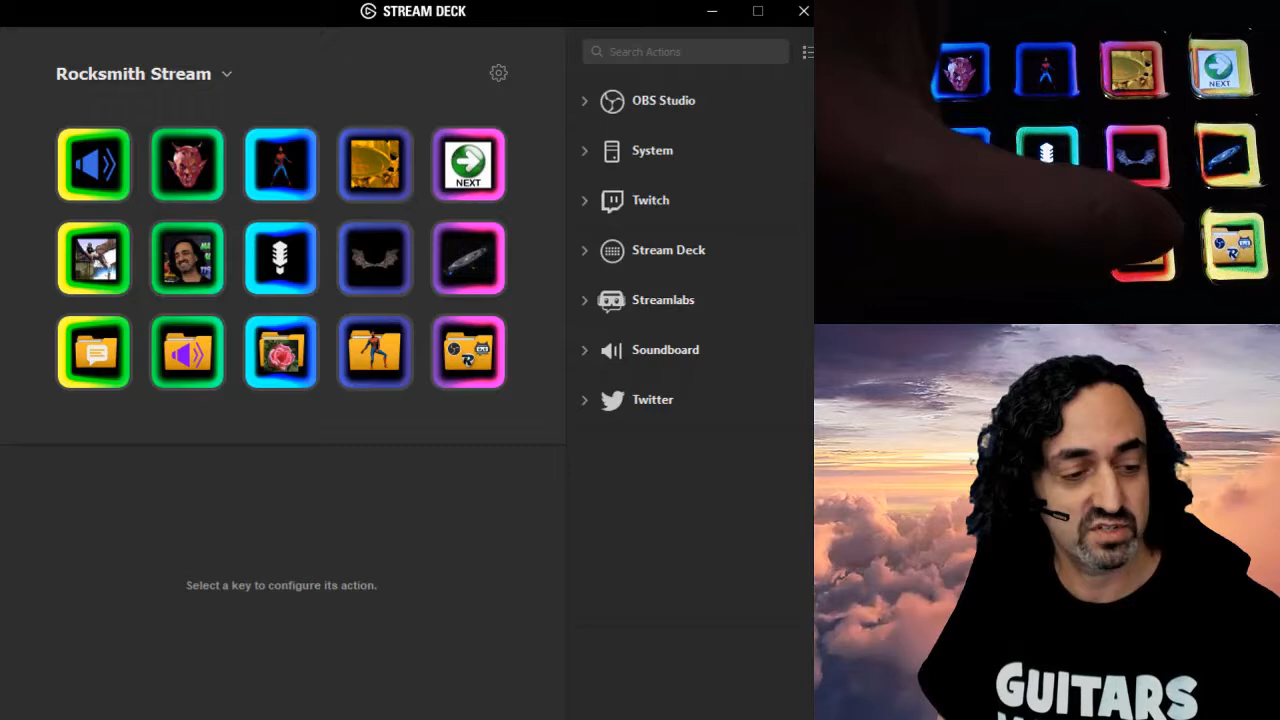 STREAM DECK
Rocksmith Stream
Search Actions
OBS Studio
System
Twitch
Stream Deck
Streamlabs
Soundboard
Twitter
NEXT
R
Select a key to configure its action.
NEXT
R
GUITARS